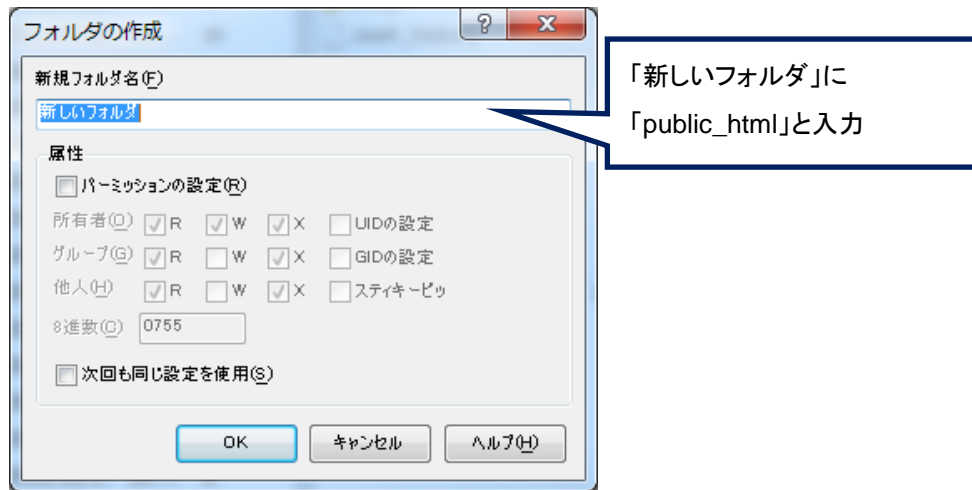 フォルダの作成
新規フォルダ名(F)
新しいフォルダ
「新しいフォルダ」に
「public_html」と入力
属性
パーミッションの設定(R)
所有者(O) R W X UIDの設定
グループ(G) R W X GIDの設定
他人(H) R W X スティキービッ
8進数(C) 0755
次回も同じ設定を使用(S)
OK キャンセル ヘルプ(H)